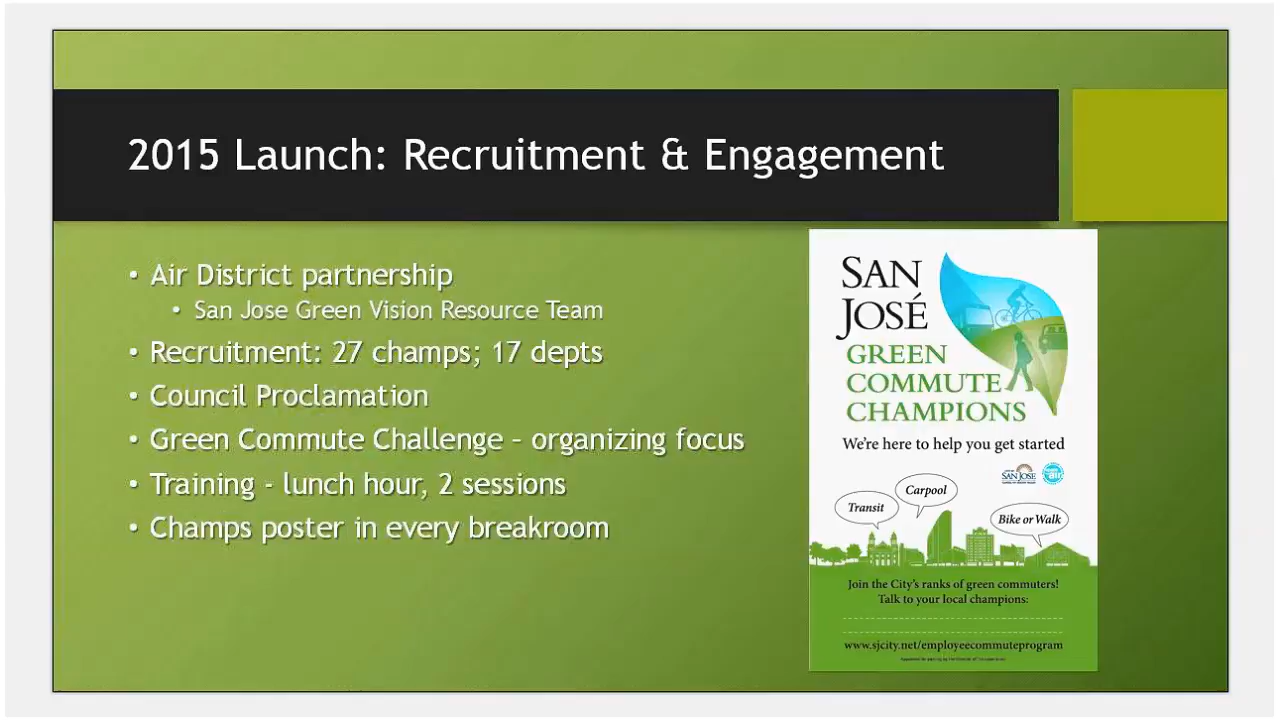 2015 Launch: Recruitment & Engagement
• Air District partnership
• San Jose Green Vision Resource Team
• Recruitment: 27 champs; 17 depts
• Council Proclamation
• Green Commute Challenge – organizing focus
• Training - lunch hour, 2 sessions
• Champs poster in every breakroom
SAN
JOSÉ
GREEN
COMMUTE
CHAMPIONS
We're here to help you get started
SAN JOSE
Carpool
Transit
Bike or Walk
Join the City's ranks of green commuters!
Talk to your local champions:
www.sjcity.net/employeecommuteprogram